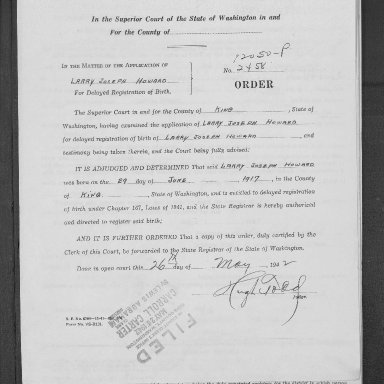 In the Superior Court of the State of Washington in and
For the County of
12050-P
IN THE MATTER OF THE APPLICATION OF
No. 2458
LARRY JOSEPH HOWARD
ORDER
For Delayed Registration of Birth.
The Superior Court in and for the County of KING, State of
Washington, having examined the application of LARRY JOSEPH HOWARD
for delayed registration of birth of LARRY JOSEPH HOWARD and
testimony being taken therein, and the Court being fully advised:
IT IS ADJUDGED AND DETERMINED That said LARRY JOSEPH HOWARD
was born on the 29 day of JUNE, 1917, in the County
of KING, State of Washington, and is entitled to delayed registration
of birth under Chapter 167, Laws of 1941, and the State Registrar is hereby authorized
and directed to register said birth;
AND IT IS FURTHER ORDERED That a copy of this order, duly certified by the
Clerk of this Court, be forwarded to the State Registrar of the State of Washington.
Done in open court this 26th day of May, 1942
Hugh Todd
Judge.
FILED
CARROLL CARTER